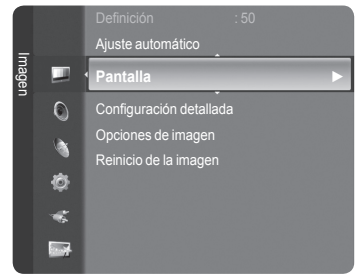 Imagen
Definición : 50
Ajuste automático
Pantalla
Configuración detallada
Opciones de imagen
Reinicio de la imagen